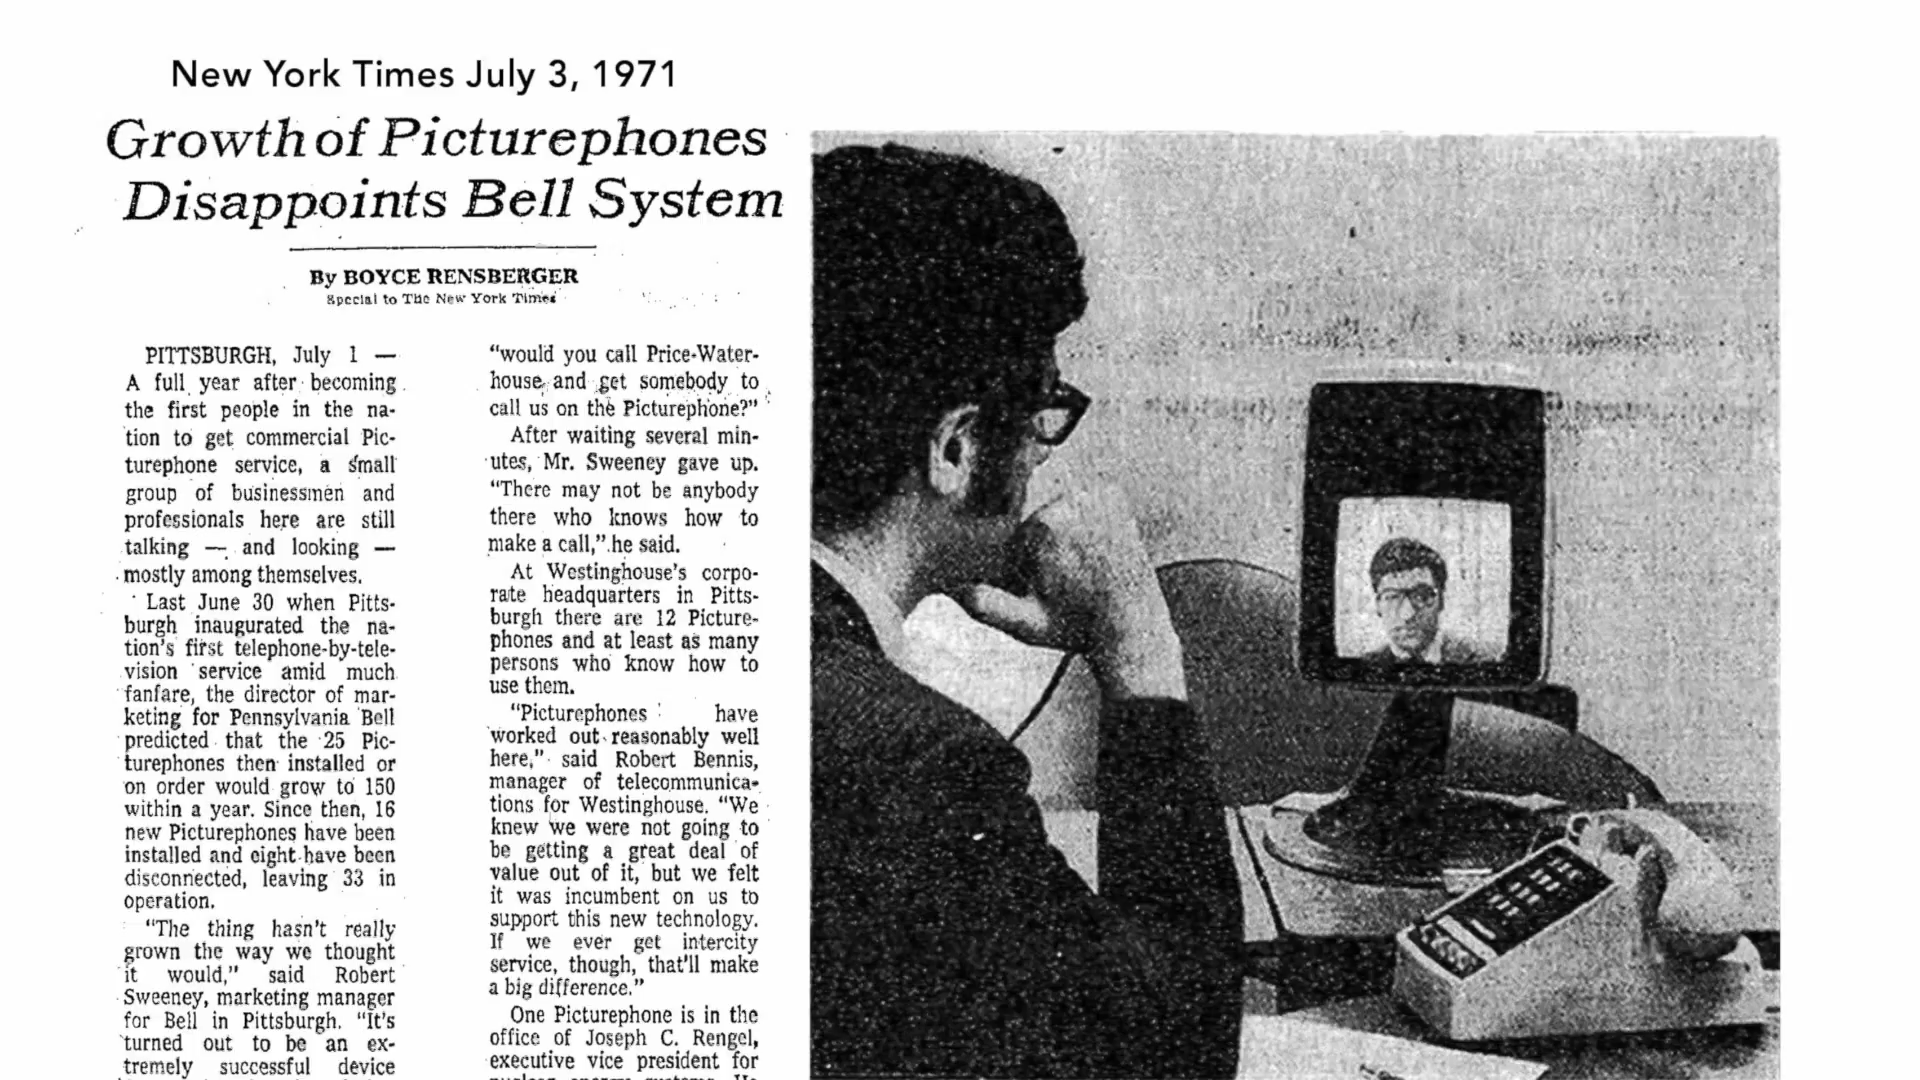 New York Times July 3, 1971
Growth of Picturephones
Disappoints Bell System
By BOYCE RENSBERGER
Special to The New York Times
PITTSBURGH, July 1 —
A full year after becoming
the first people in the na-
tion to get commercial Pic-
turephone service, a small
group of businessmen and
professionals here are still
talking — and looking —
mostly among themselves.
Last June 30 when Pitts-
burgh inaugurated the na-
tion's first telephone-by-tele-
vision service amid much
fanfare, the director of mar-
keting for Pennsylvania Bell
predicted that the 25 Pic-
turephones then installed or
on order would grow to 150
within a year. Since then, 16
new Picturephones have been
installed and eight have been
disconnected, leaving 33 in
operation.
"The thing hasn't really
grown the way we thought
it would," said Robert
Sweeney, marketing manager
for Bell in Pittsburgh. "It's
turned out to be an ex-
tremely successful device
"would you call Price-Water-
house and get somebody to
call us on the Picturephone?"
After waiting several min-
utes, Mr. Sweeney gave up.
"There may not be anybody
there who knows how to
make a call," he said.
At Westinghouse's corpo-
rate headquarters in Pitts-
burgh there are 12 Picture-
phones and at least as many
persons who know how to
use them.
"Picturephones have
worked out reasonably well
here," said Robert Bennis,
manager of telecommunica-
tions for Westinghouse. "We
knew we were not going to
be getting a great deal of
value out of it, but we felt
it was incumbent on us to
support this new technology.
If we ever get intercity
service, though, that'll make
a big difference."
One Picturephone is in the
office of Joseph C. Rengel,
executive vice president for